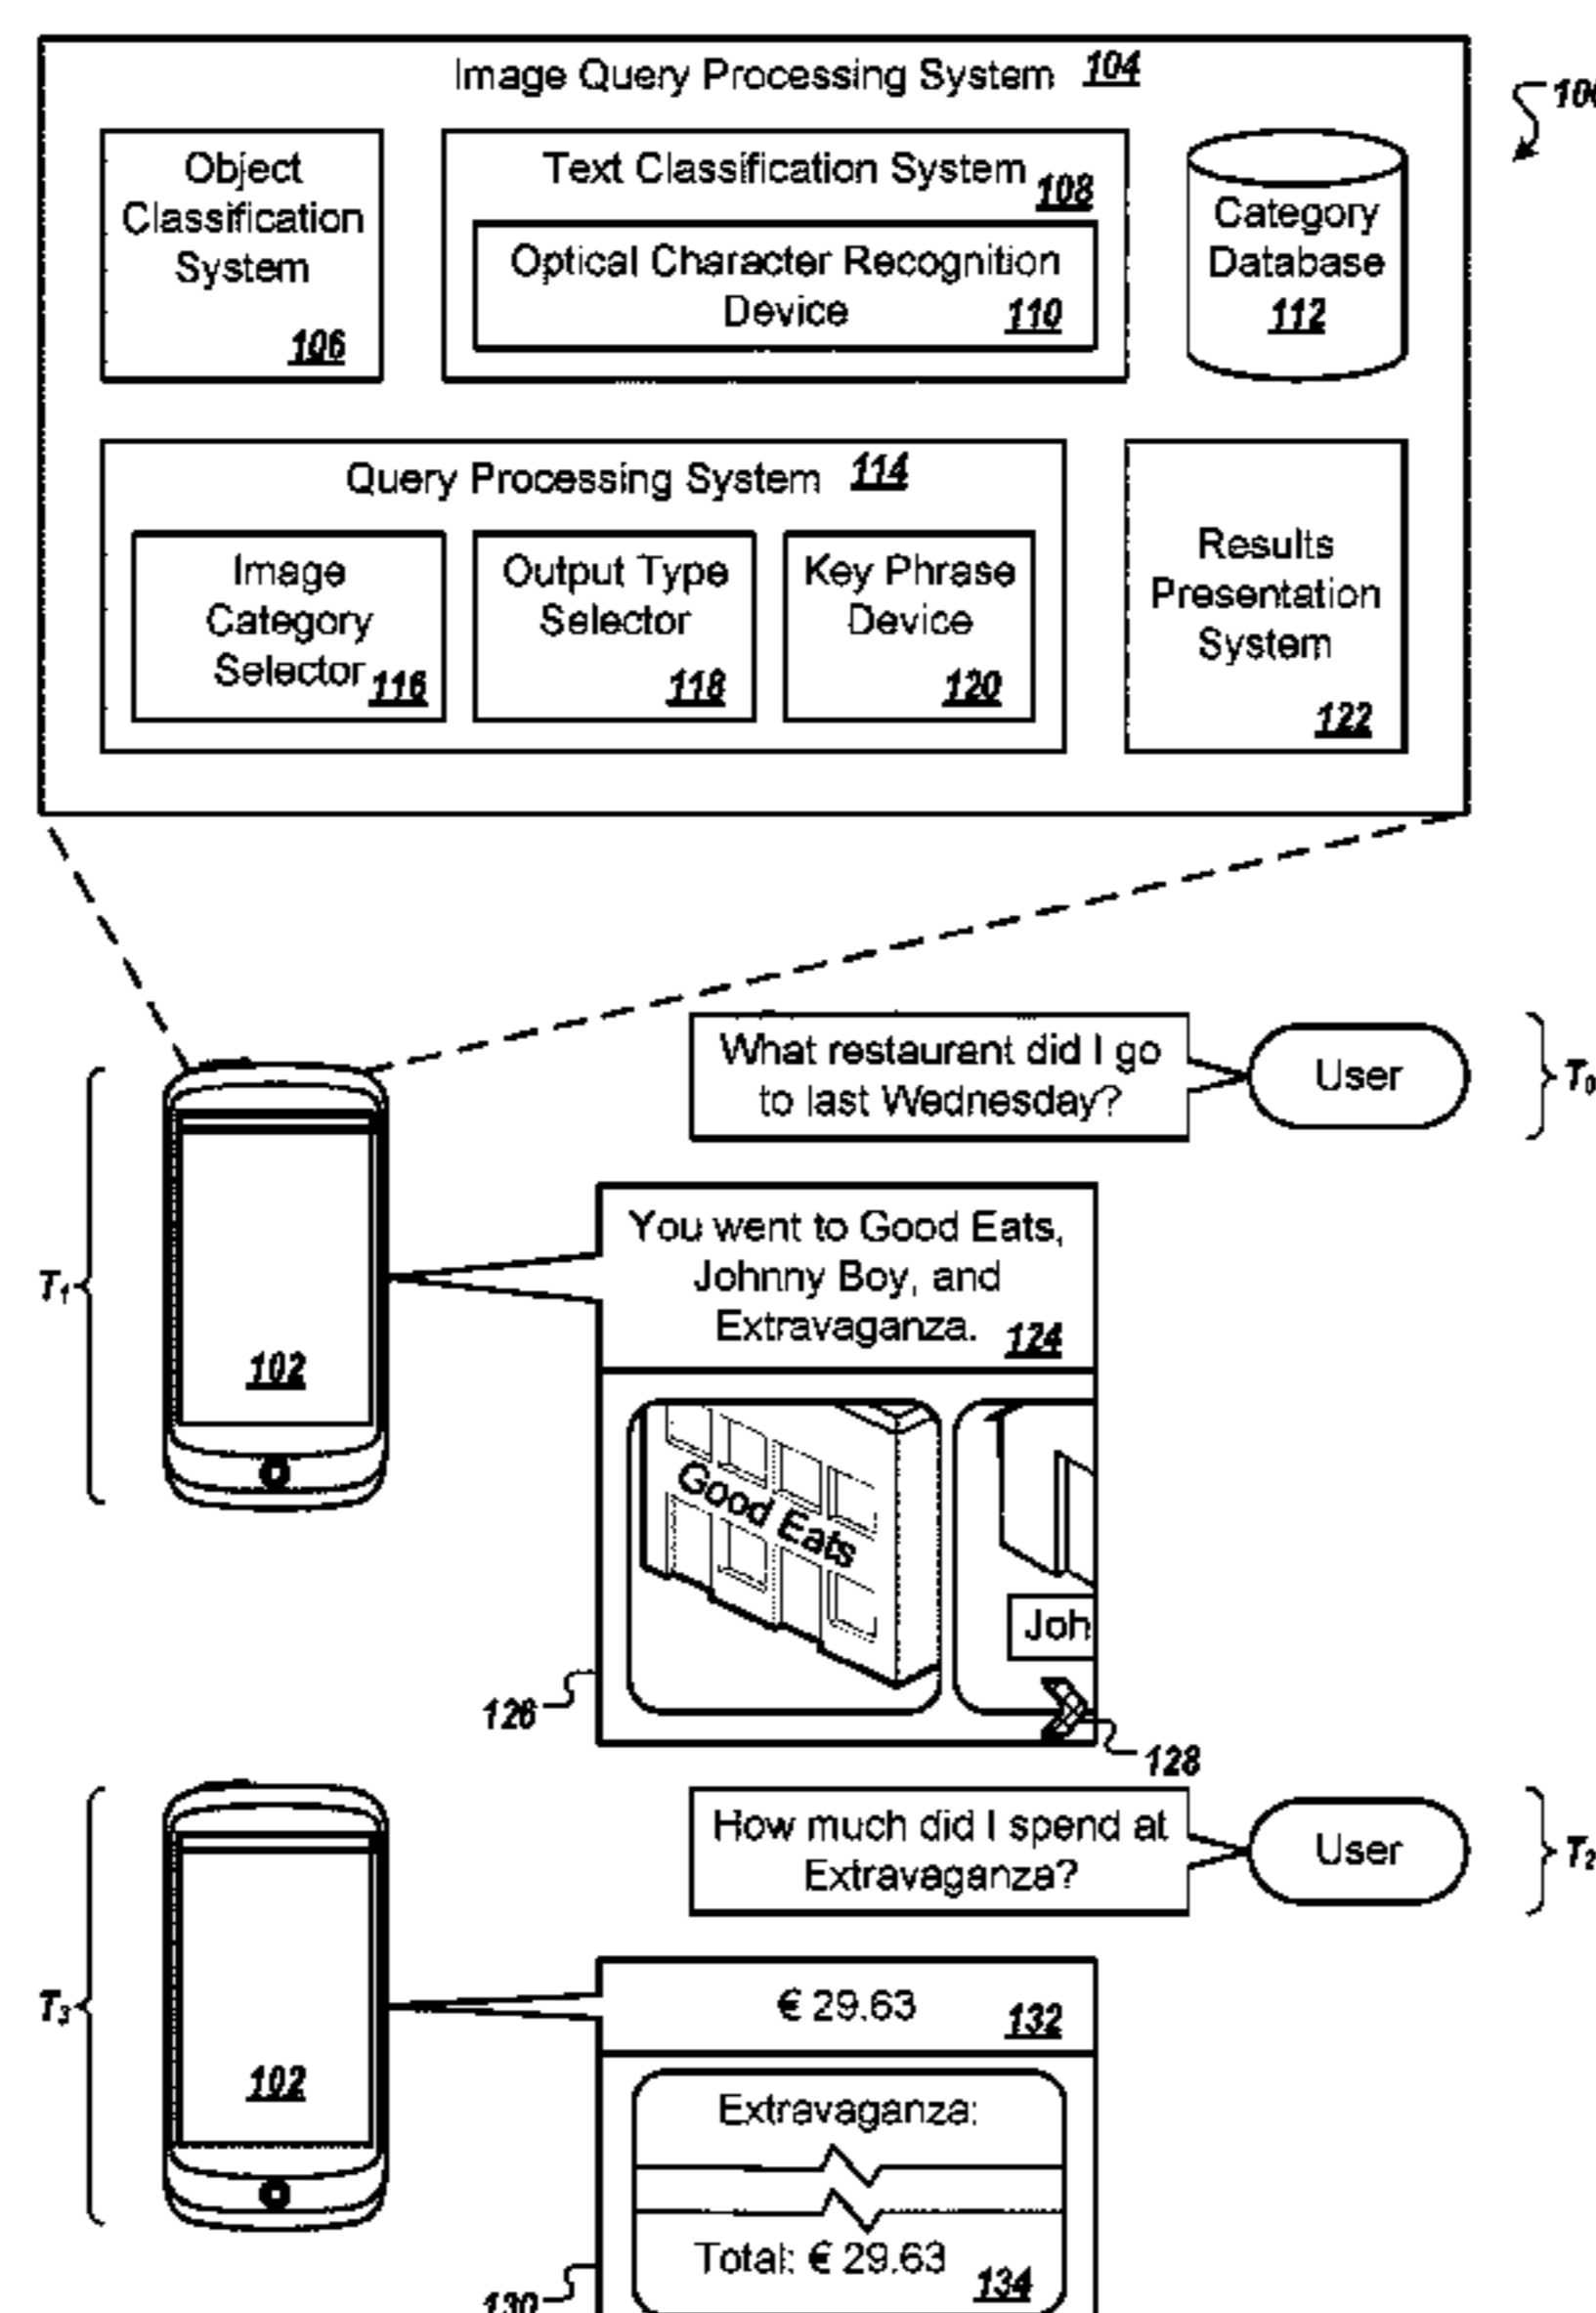 Image Query Processing System 104
100
Object
Classification
System
106
Text Classification System
108
Optical Character Recognition
Device 110
Category
Database
112
Query Processing System 114
Image
Category
Selector 116
Output Type
Selector
118
Key Phrase
Device
120
Results
Presentation
System
122
What restaurant did I go
to last Wednesday?
User
T0
T1
102
You went to Good Eats,
Johnny Boy, and
Extravaganza. 124
Good Eats
Joh
126
128
How much did I spend at
Extravaganza?
User
T2
T3
102
€ 29.63 132
Extravaganza:
Total: € 29.63
134
130